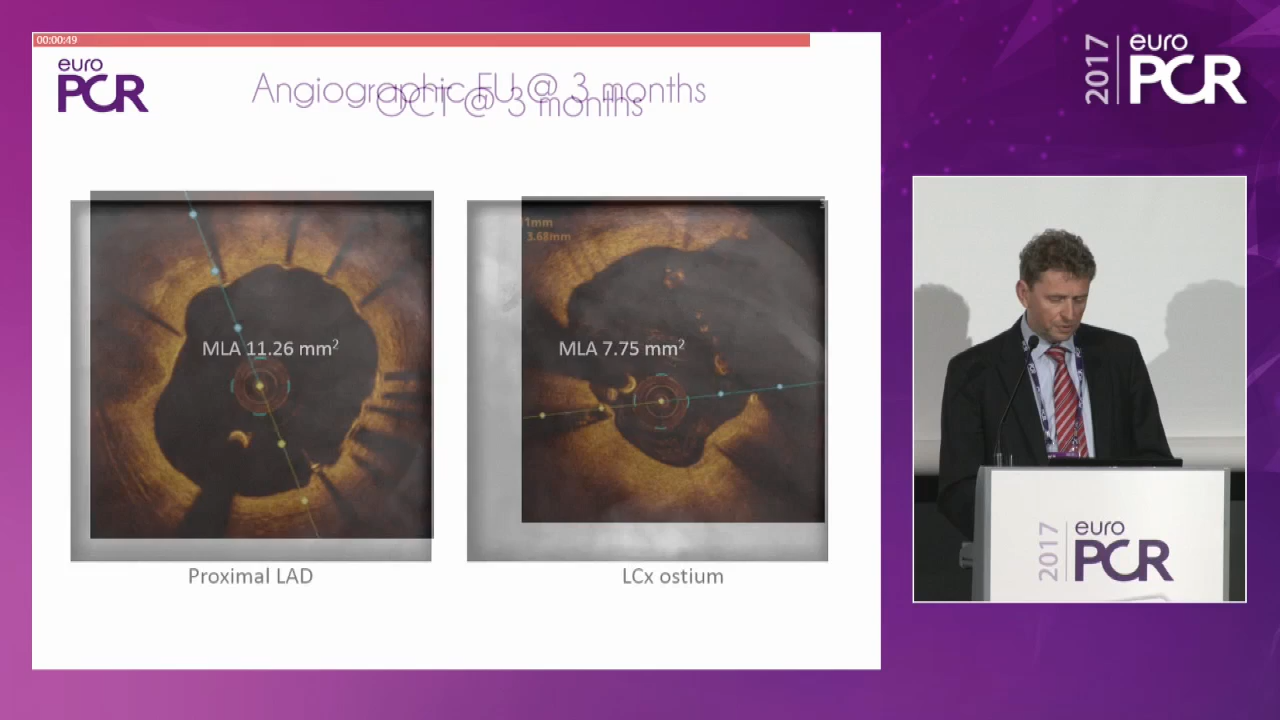 00:00:49
euro
PCR
Angiographic FU @ 3 months
OCT @ 3 months
1mm
3.68mm
MLA 11.26 mm²
MLA 7.75 mm²
Proximal LAD
LCx ostium
2017
euro
PCR
2017
euro
PCR